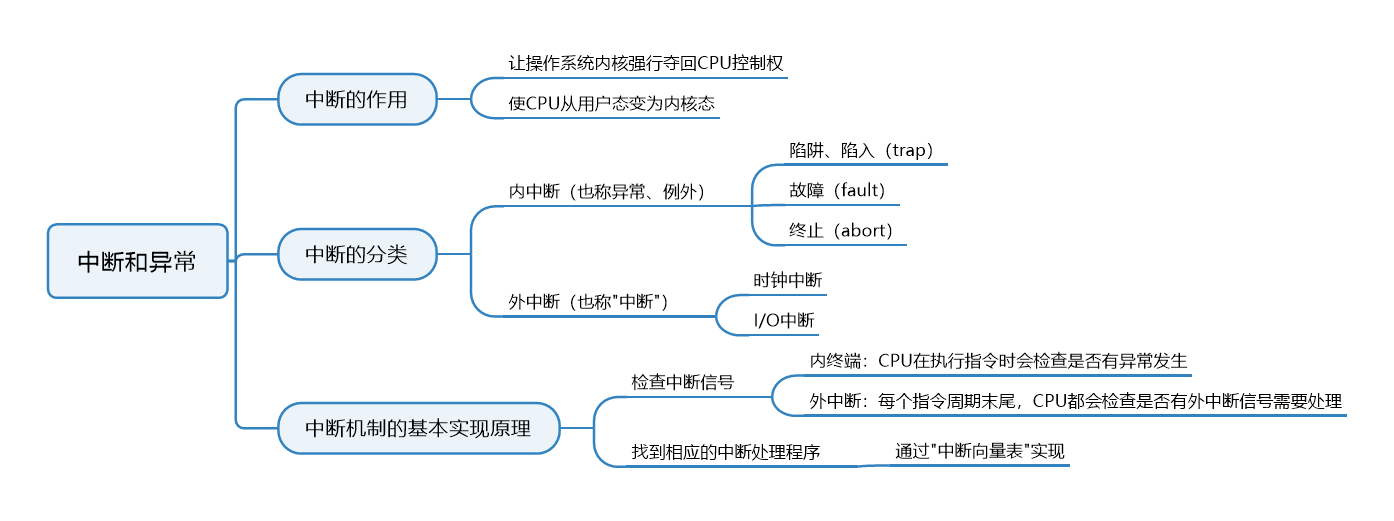 中断和异常
中断的作用
让操作系统内核强行夺回CPU控制权
使CPU从用户态变为内核态
中断的分类
内中断（也称异常、例外）
陷阱、陷入（trap）
故障（fault）
终止（abort）
外中断（也称"中断"）
时钟中断
I/O中断
中断机制的基本实现原理
检查中断信号
内终端：CPU在执行指令时会检查是否有异常发生
外中断：每个指令周期末尾，CPU都会检查是否有外中断信号需要处理
找到相应的中断处理程序
通过"中断向量表"实现